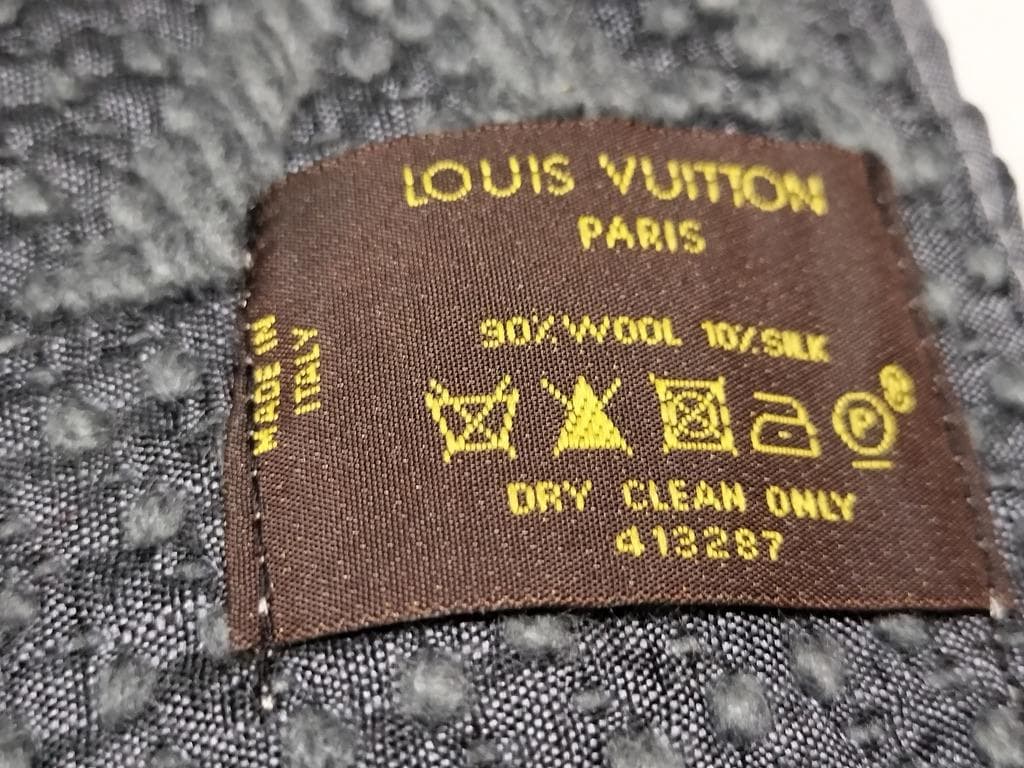 LOUIS VUITTON
PARIS
MADE IN
ITALY
90% WOOL 10% SILK
P
DRY CLEAN ONLY
413287